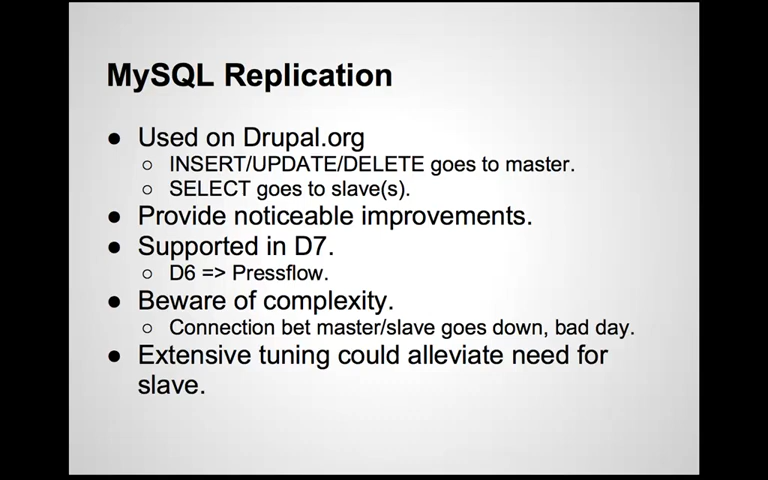 MySQL Replication
● Used on Drupal.org
○ INSERT/UPDATE/DELETE goes to master.
○ SELECT goes to slave(s).
● Provide noticeable improvements.
● Supported in D7.
○ D6 => Pressflow.
● Beware of complexity.
○ Connection bet master/slave goes down, bad day.
● Extensive tuning could alleviate need for
slave.